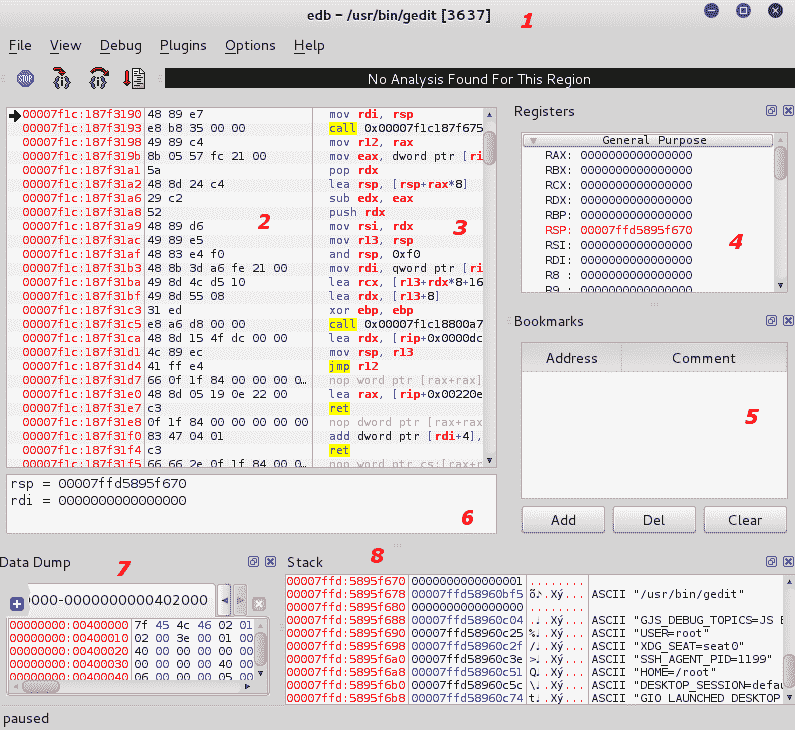 edb – /usr/bin/gedit [3637]
1
File View Debug Plugins Options Help
STOP
No Analysis Found For This Region
00007f1c:187f3190 48 89 e7 mov rdi, rsp
00007f1c:187f3193 e8 b8 35 00 00 call 0x00007f1c187f675
00007f1c:187f3198 49 89 c4 mov r12, rax
00007f1c:187f319b 8b 05 57 fc 21 00 mov eax, dword ptr [ri
00007f1c:187f31a1 5a pop rdx
00007f1c:187f31a2 48 8d 24 c4 lea rsp, [rsp+rax*8]
00007f1c:187f31a6 29 c2 sub edx, eax
00007f1c:187f31a8 52 push rdx
00007f1c:187f31a9 48 89 d6 mov rsi, rdx
00007f1c:187f31ac 49 89 e5 mov r13, rsp
00007f1c:187f31af 48 83 e4 f0 and rsp, 0xf0
00007f1c:187f31b3 48 8b 3d a6 fe 21 00 mov rdi, qword ptr [ri
00007f1c:187f31ba 49 8d 4c d5 10 lea rcx, [r13+rdx*8+16
00007f1c:187f31bf 49 8d 55 08 lea rdx, [r13+8]
00007f1c:187f31c3 31 ed xor ebp, ebp
00007f1c:187f31c5 e8 a6 d8 00 00 call 0x00007f1c18800a7
00007f1c:187f31ca 48 8d 15 4f dc 00 00 lea rdx, [rip+0x0000dc
00007f1c:187f31d1 4c 89 ec mov rsp, r13
00007f1c:187f31d4 41 ff e4 jmp r12
00007f1c:187f31d7 66 0f 1f 84 00 00 00 0… nop word ptr [rax+rax]
00007f1c:187f31e0 48 8d 05 19 0e 22 00 lea rax, [rip+0x00220e
00007f1c:187f31e7 c3 ret
00007f1c:187f31e8 0f 1f 84 00 00 00 00 00 nop dword ptr [rax+rax
00007f1c:187f31f0 83 47 04 01 add dword ptr [rdi+4],
00007f1c:187f31f4 c3 ret
00007f1c:187f31f5 66 66 2e 0f 1f 84 00 0… nop word ptr cs:[rax+r
2
3
Registers
General Purpose
RAX: 0000000000000000
RBX: 0000000000000000
RCX: 0000000000000000
RDX: 0000000000000000
RBP: 0000000000000000
RSP: 00007ffd5895f670
RSI: 0000000000000000
RDI: 0000000000000000
R8 : 0000000000000000
R9 : 0000000000000000
4
Bookmarks
Address Comment
5
Add Del Clear
rsp = 00007ffd5895f670
rdi = 0000000000000000
6
Data Dump
7
000-0000000000402000
00000000:00400000 7f 45 4c 46 02 01
00000000:00400010 02 00 3e 00 01 00
00000000:00400020 40 00 00 00 00 00
00000000:00400030 00 00 00 00 40 00
00000000:00400040 06 00 00 00 05 00
Stack
8
00007ffd:5895f670 0000000000000001 ........
00007ffd:5895f678 00007ffd58960bf5 õ..Xý... ASCII "/usr/bin/gedit"
00007ffd:5895f680 0000000000000000 ........
00007ffd:5895f688 00007ffd58960c04 ...Xý... ASCII "GJS_DEBUG_TOPICS=JS E
00007ffd:5895f690 00007ffd58960c25 %..Xý... ASCII "USER=root"
00007ffd:5895f698 00007ffd58960c2f /..Xý... ASCII "XDG_SEAT=seat0"
00007ffd:5895f6a0 00007ffd58960c3e >..Xý... ASCII "SSH_AGENT_PID=1199"
00007ffd:5895f6a8 00007ffd58960c51 Q..Xý... ASCII "HOME=/root"
00007ffd:5895f6b0 00007ffd58960c5c \..Xý... ASCII "DESKTOP_SESSION=defau
00007ffd:5895f6b8 00007ffd58960c74 t..Xý... ASCII "GIO_LAUNCHED_DESKTOP
paused